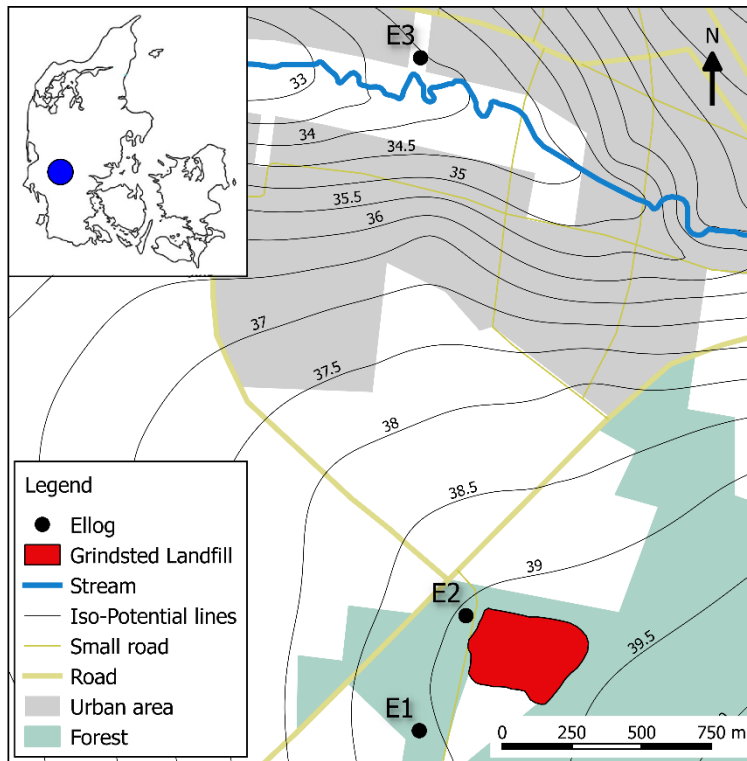 E3
N
33
34
34.5
35
35.5
36
37
37.5
38
38.5
39
39.5
E2
E1
Legend
Ellog
Grindsted Landfill
Stream
Iso-Potential lines
Small road
Road
Urban area
Forest
0 250 500 750 m